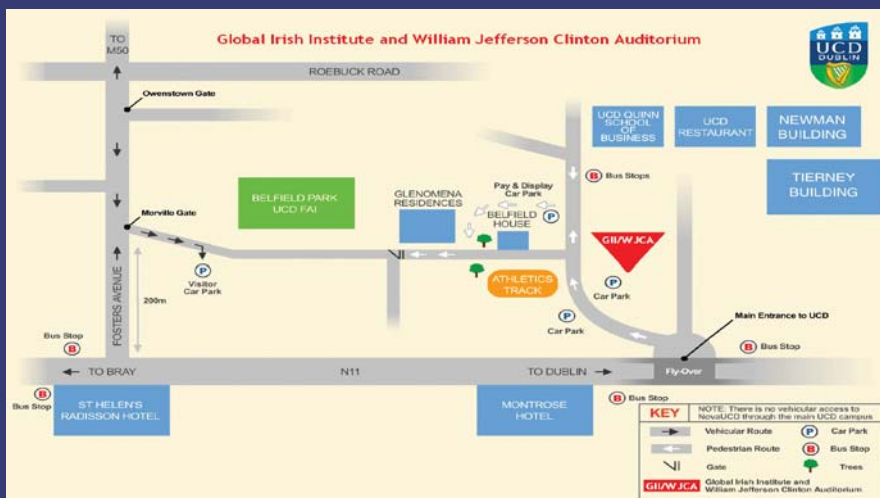 TO
M50
Global Irish Institute and William Jefferson Clinton Auditorium
UCD
DUBLIN
ROEBUCK ROAD
Owenstown Gate
UCD QUINN
SCHOOL
OF
BUSINESS
UCD
RESTAURANT
NEWMAN
BUILDING
TIERNEY
BUILDING
B Bus Stops
BELFIELD PARK
UCD FAI
GLENOMENA
RESIDENCES
Pay & Display
Car Park
P
BELFIELD
HOUSE
Morville Gate
GII/WJCA
P
Visitor
Car Park
ATHLETICS
TRACK
P
Car Park
P
Car Park
FOSTERS AVENUE
200m
Main Entrance to UCD
Bus Stop
B
B Bus Stop
TO BRAY
N11
TO DUBLIN
Fly-Over
B
Bus Stop
ST HELEN'S
RADISSON HOTEL
MONTROSE
HOTEL
B Bus Stop
KEY
NOTE: There is no vehicular access to
NovaUCD through the main UCD campus
Vehicular Route
P Car Park
Pedestrian Route
B Bus Stop
Gate
Trees
GII/WJCA
Global Irish Institute and
William Jefferson Clinton Auditorium